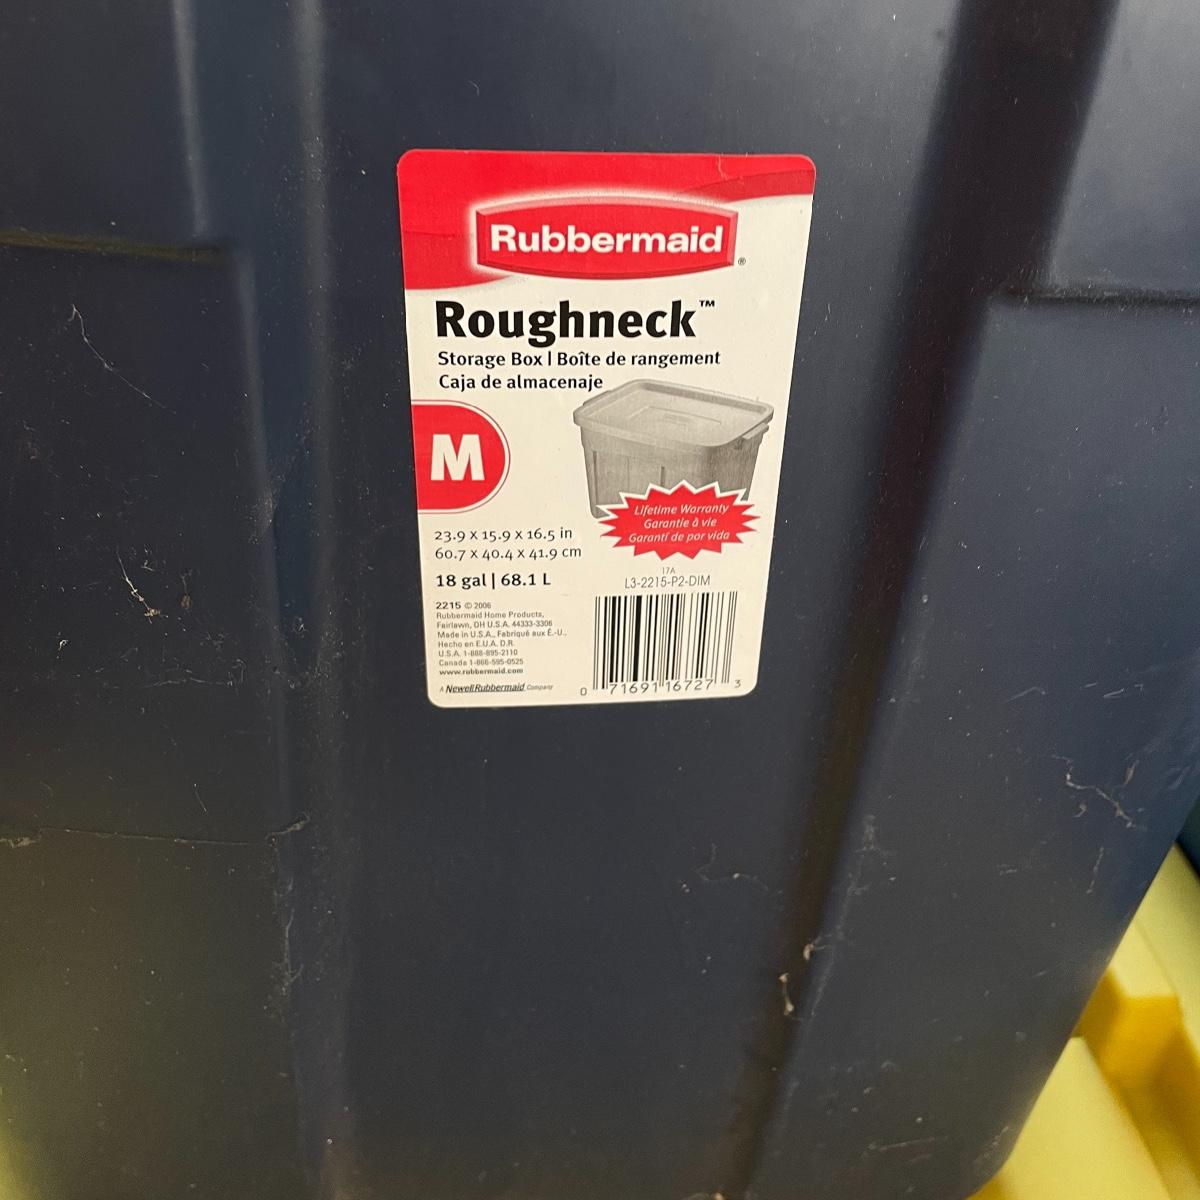 Rubbermaid®
Roughneck™
Storage Box | Boîte de rangement
Caja de almacenaje
M
Lifetime Warranty
Garantie à vie
Garantí de por vida
23.9 x 15.9 x 16.5 in
60.7 x 40.4 x 41.9 cm
18 gal | 68.1 L
17A
L3-2215-P2-DIM
2215 © 2006
Rubbermaid Home Products,
Fairlawn, OH U.S.A. 44333-3306
Made in U.S.A., Fabriqué aux É.-U.,
Hecho en E.U.A. D.R.
U.S.A. 1-888-895-2110
Canada 1-866-595-0525
www.rubbermaid.com
A NewellRubbermaid Company
0 71691 16727 3